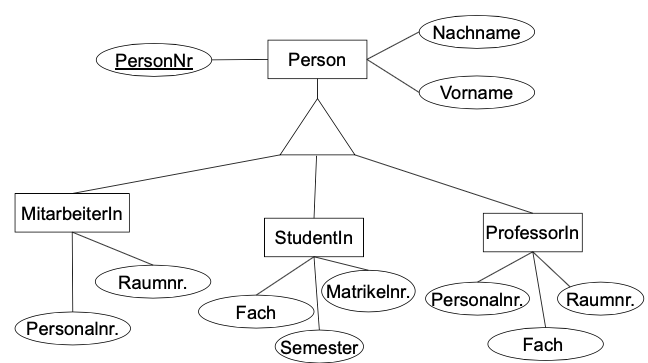 Nachname
PersonNr
Person
Vorname
MitarbeiterIn
StudentIn
ProfessorIn
Raumnr.
Matrikelnr.
Personalnr.
Raumnr.
Fach
Personalnr.
Semester
Fach